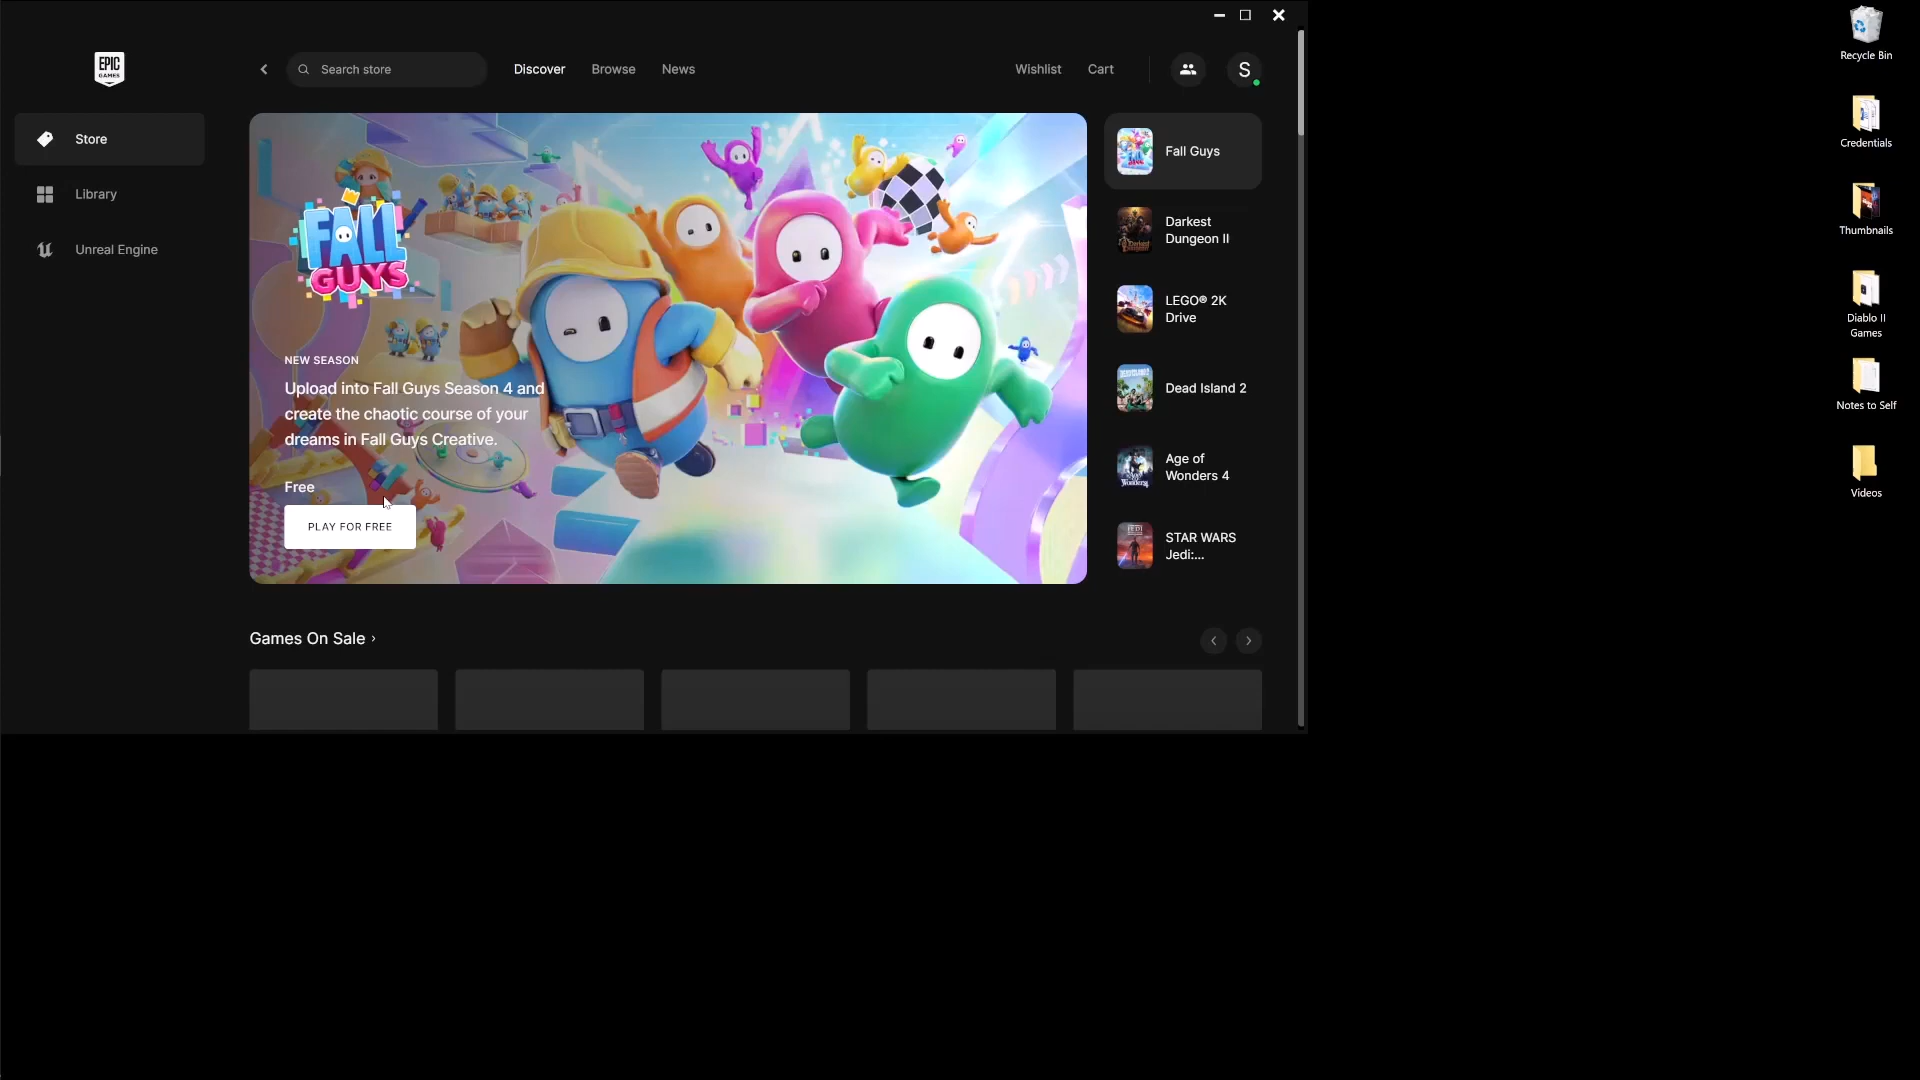 EPIC
GAMES
Search store
Discover
Browse
News
Wishlist
Cart
S
Store
Library
Unreal Engine
FALL
GUYS
NEW SEASON
Upload into Fall Guys Season 4 and
create the chaotic course of your
dreams in Fall Guys Creative.
Free
PLAY FOR FREE
Fall Guys
Darkest
Dungeon II
LEGO® 2K
Drive
Dead Island 2
Age of
Wonders 4
STAR WARS
Jedi:...
Games On Sale
Recycle Bin
Credentials
Thumbnails
Diablo II
Games
Notes to Self
Videos